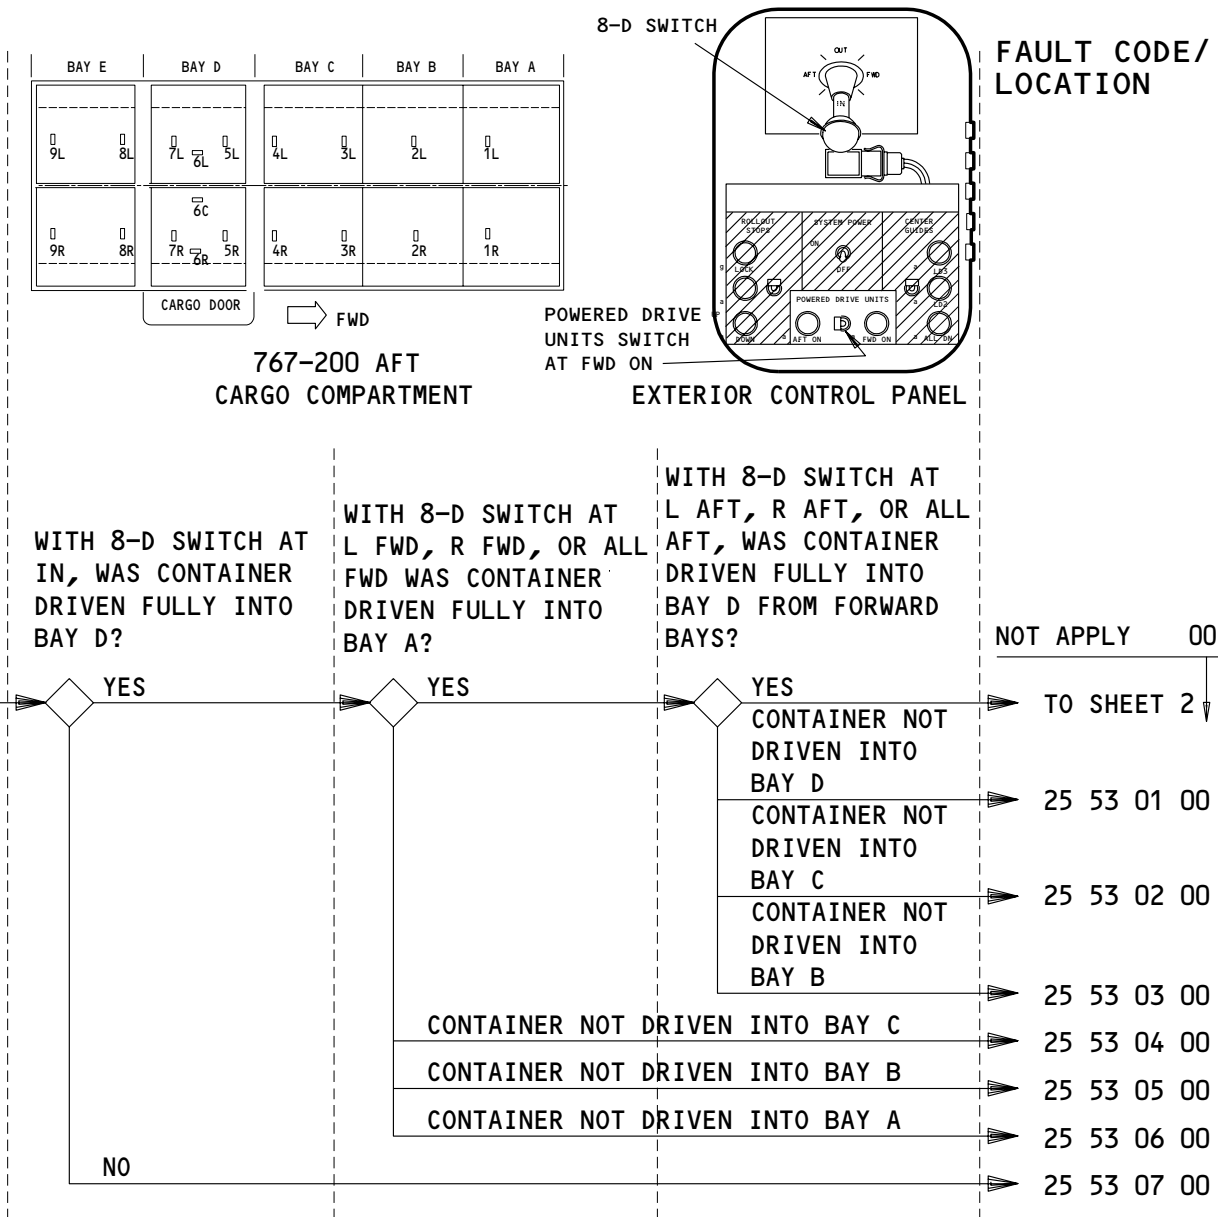 8-D SWITCH
FAULT CODE/
LOCATION
BAY E BAY D BAY C BAY B BAY A
OUT
AFT FWD
IN
9L 8L 7L 6L 5L 4L 3L 2L 1L
6C
9R 8R 7R 6R 5R 4R 3R 2R 1R
CARGO DOOR
FWD
767-200 AFT
CARGO COMPARTMENT
ROLLOUT
STOPS
SYSTEM POWER
CENTER
GUIDES
ON
OFF
LOCK
LD3
UP
LD2
POWERED DRIVE UNITS
DOWN
AFT ON
FWD ON
ALL DN
POWERED DRIVE
UNITS SWITCH
AT FWD ON
EXTERIOR CONTROL PANEL
WITH 8-D SWITCH AT
IN, WAS CONTAINER
DRIVEN FULLY INTO
BAY D?
WITH 8-D SWITCH AT
L FWD, R FWD, OR ALL
FWD WAS CONTAINER
DRIVEN FULLY INTO
BAY A?
WITH 8-D SWITCH AT
L AFT, R AFT, OR ALL
AFT, WAS CONTAINER
DRIVEN FULLY INTO
BAY D FROM FORWARD
BAYS?
NOT APPLY 00
YES
YES
YES
TO SHEET 2
CONTAINER NOT
DRIVEN INTO
BAY D
25 53 01 00
CONTAINER NOT
DRIVEN INTO
BAY C
25 53 02 00
CONTAINER NOT
DRIVEN INTO
BAY B
25 53 03 00
CONTAINER NOT DRIVEN INTO BAY C
25 53 04 00
CONTAINER NOT DRIVEN INTO BAY B
25 53 05 00
CONTAINER NOT DRIVEN INTO BAY A
25 53 06 00
NO
25 53 07 00